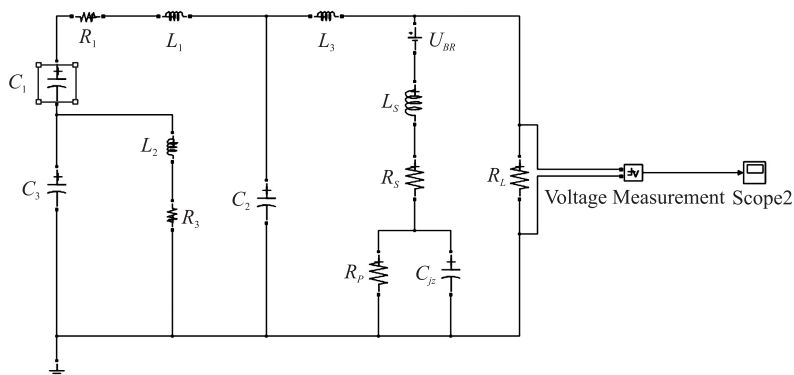 R1
L1
L3
UBR
C1
LS
L2
C3
R3
C2
RS
RL
Voltage Measurement
Scope2
RP
Cjz